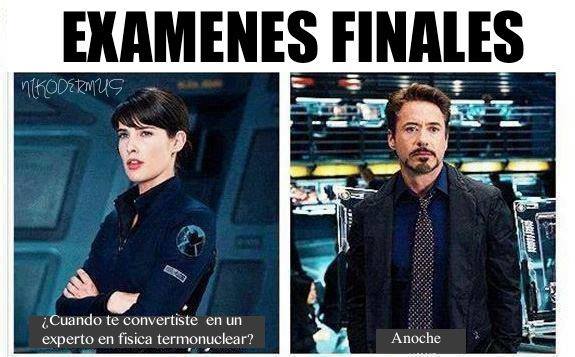 EXAMENES FINALES
NIKODERMUS
¿Cuando te convertiste en un
experto en fisica termonuclear?
Anoche